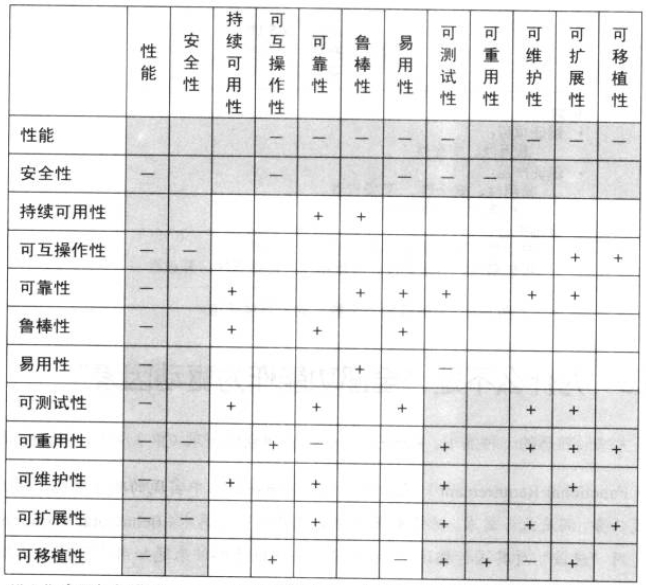 性能 安全性 持续可用性 可互操作性 可靠性 鲁棒性 易用性 可测试性 可重用性 可维护性 可扩展性 可移植性
性能 － － － － － － － － －
安全性 － － － － －
持续可用性 ＋ ＋
可互操作性 － － ＋ ＋
可靠性 － ＋ ＋ ＋ ＋ ＋ ＋
鲁棒性 － ＋ ＋ ＋
易用性 ＋ －
可测试性 － ＋ ＋ ＋ ＋ ＋
可重用性 － ＋ － ＋ ＋ ＋ ＋
可维护性 ＋ ＋ ＋ ＋
可扩展性 ＋ ＋ ＋ ＋
可移植性 ＋ － ＋ ＋ － ＋